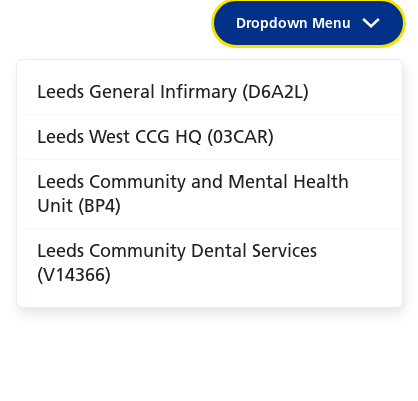 Dropdown Menu
Leeds General Infirmary (D6A2L)
Leeds West CCG HQ (03CAR)
Leeds Community and Mental Health
Unit (BP4)
Leeds Community Dental Services
(V14366)